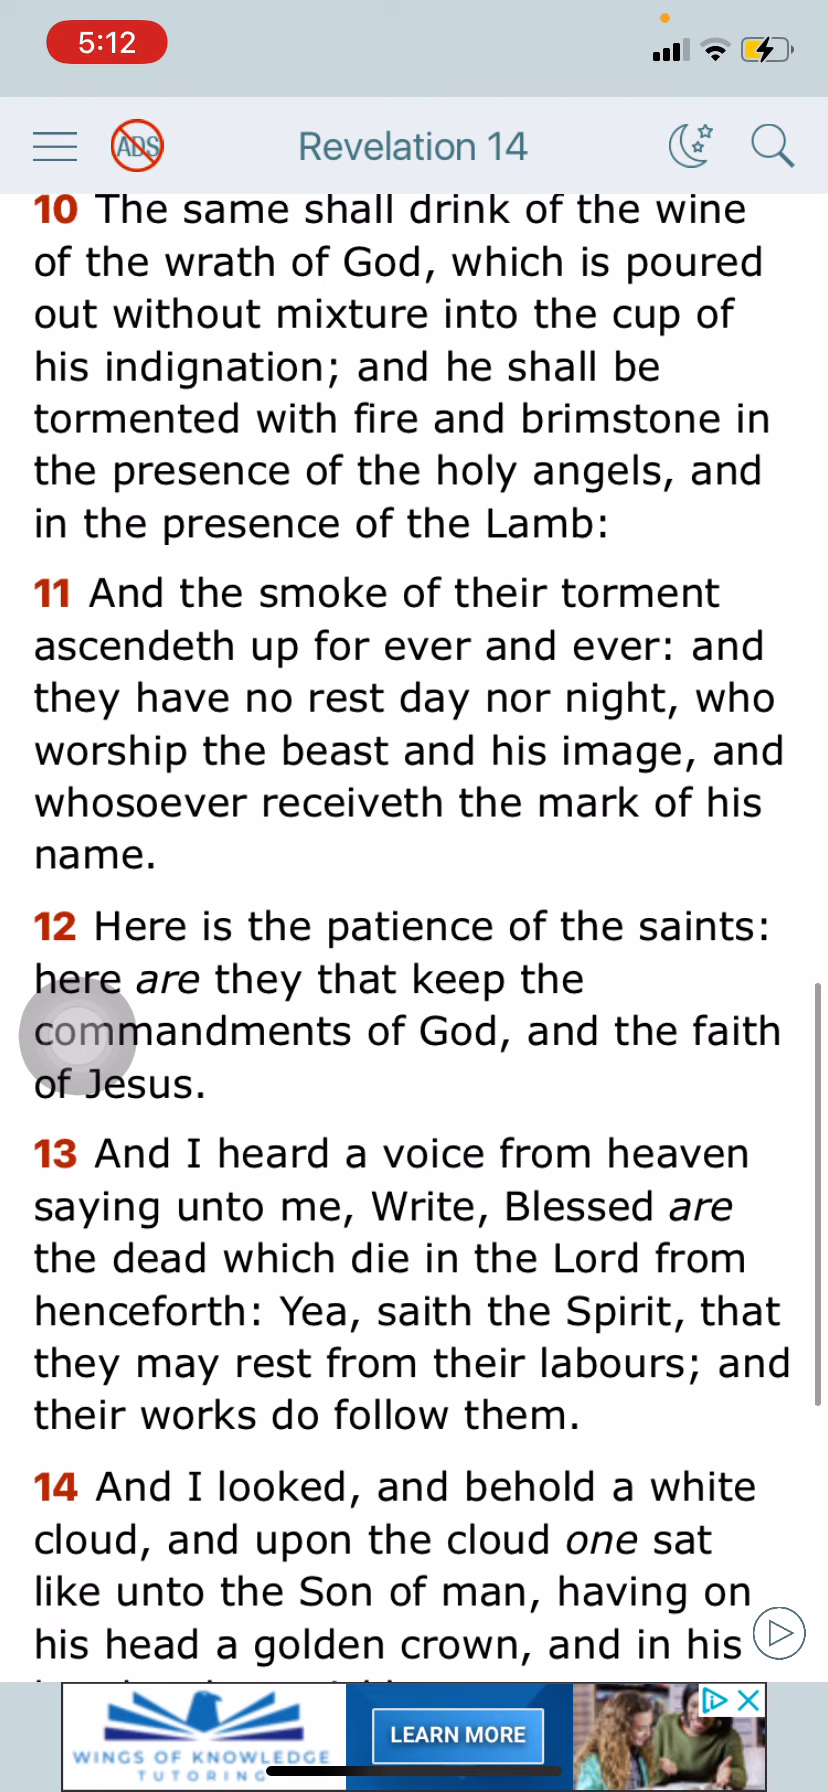 5:12
ADS
Revelation 14
10 The same shall drink of the wine
of the wrath of God, which is poured
out without mixture into the cup of
his indignation; and he shall be
tormented with fire and brimstone in
the presence of the holy angels, and
in the presence of the Lamb:
11 And the smoke of their torment
ascendeth up for ever and ever: and
they have no rest day nor night, who
worship the beast and his image, and
whosoever receiveth the mark of his
name.
12 Here is the patience of the saints:
here are they that keep the
commandments of God, and the faith
of Jesus.
13 And I heard a voice from heaven
saying unto me, Write, Blessed are
the dead which die in the Lord from
henceforth: Yea, saith the Spirit, that
they may rest from their labours; and
their works do follow them.
14 And I looked, and behold a white
cloud, and upon the cloud one sat
like unto the Son of man, having on
his head a golden crown, and in his
WINGS OF KNOWLEDGE
TUTORING
LEARN MORE